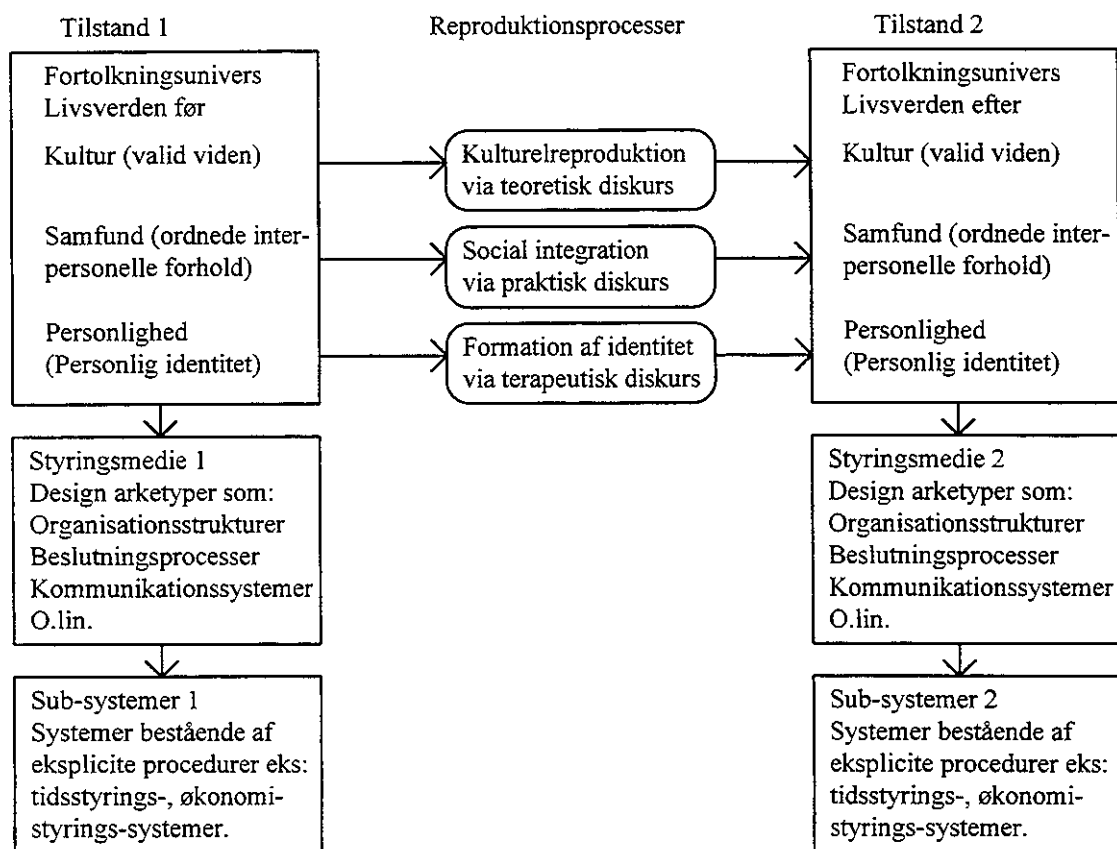 Tilstand 1
Reproduktionsprocesser
Tilstand 2
Fortolkningsunivers
Livsverden før
Kultur (valid viden)
Samfund (ordnede inter-
personelle forhold)
Personlighed
(Personlig identitet)
Kulturelreproduktion
via teoretisk diskurs
Social integration
via praktisk diskurs
Formation af identitet
via terapeutisk diskurs
Fortolkningsunivers
Livsverden efter
Kultur (valid viden)
Samfund (ordnede inter-
personelle forhold)
Personlighed
(Personlig identitet)
Styringsmedie 1
Design arketyper som:
Organisationsstrukturer
Beslutningsprocesser
Kommunikationssystemer
O.lin.
Styringsmedie 2
Design arketyper som:
Organisationsstrukturer
Beslutningsprocesser
Kommunikationssystemer
O.lin.
Sub-systemer 1
Systemer bestående af
eksplicite procedurer eks:
tidsstyrings-, økonomi-
styrings-systemer.
Sub-systemer 2
Systemer bestående af
eksplicite procedurer eks:
tidsstyrings-, økonomi-
styrings-systemer.